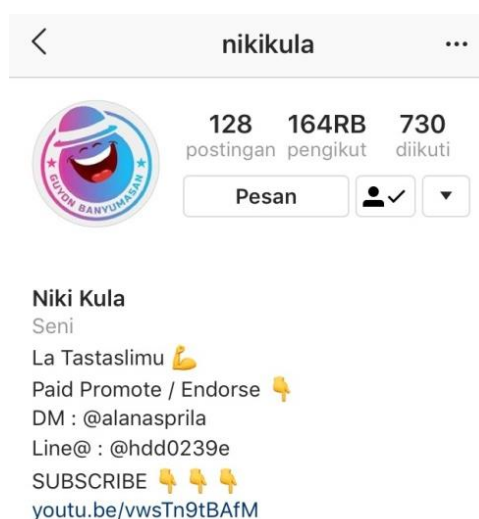 nikikula
128 164RB 730
postingan pengikut diikuti
Pesan
GUYON BANYUMASAN
Niki Kula
Seni
La Tastaslimu 💪
Paid Promote / Endorse 👇
DM : @alanasprila
Line@ : @hdd0239e
SUBSCRIBE 👇👇👇
youtu.be/vwsTn9tBAfM